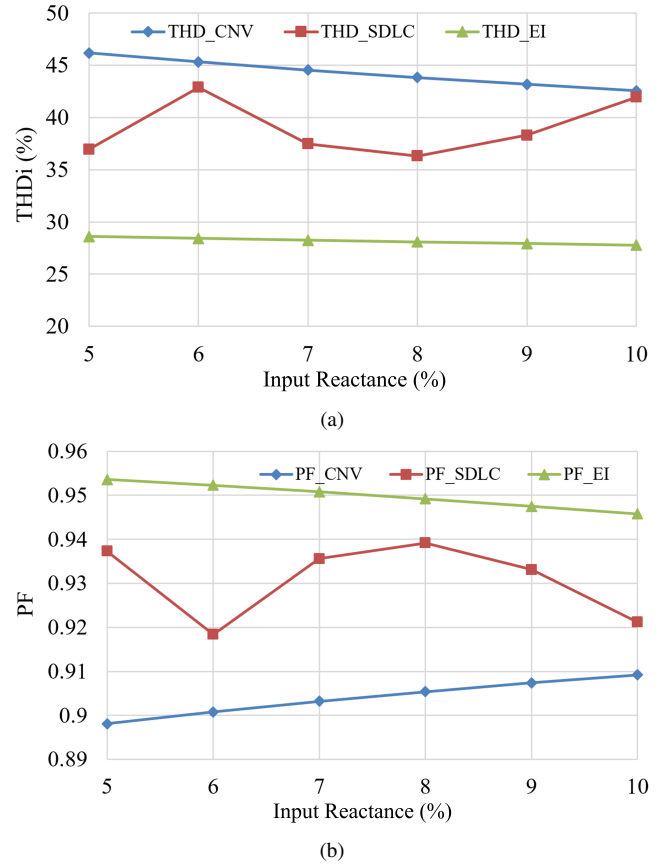 50
THD_CNV THD_SDLC THD_EI
45
40
35
30
25
20
THDi (%)
5 6 7 8 9 10
Input Reactance (%)
(a)
0.96
PF_CNV PF_SDLC PF_EI
0.95
0.94
0.93
0.92
0.91
0.9
0.89
PF
5 6 7 8 9 10
Input Reactance (%)
(b)